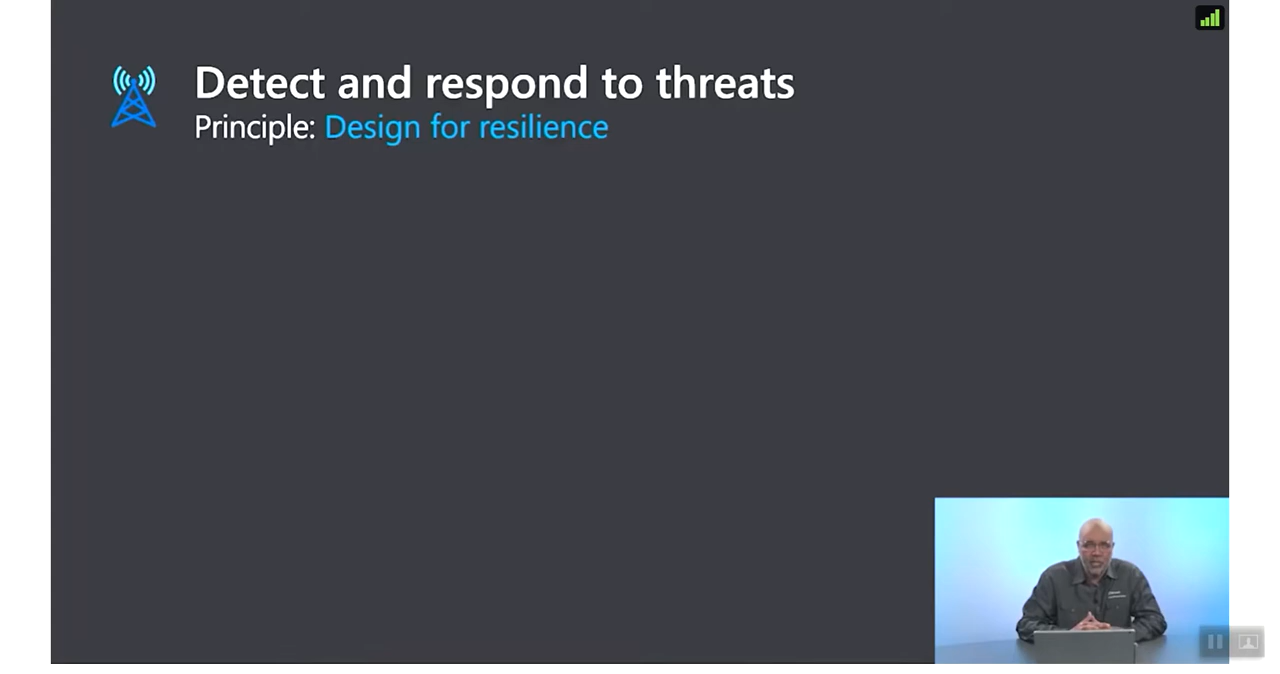 Detect and respond to threats
Principle: Design for resilience